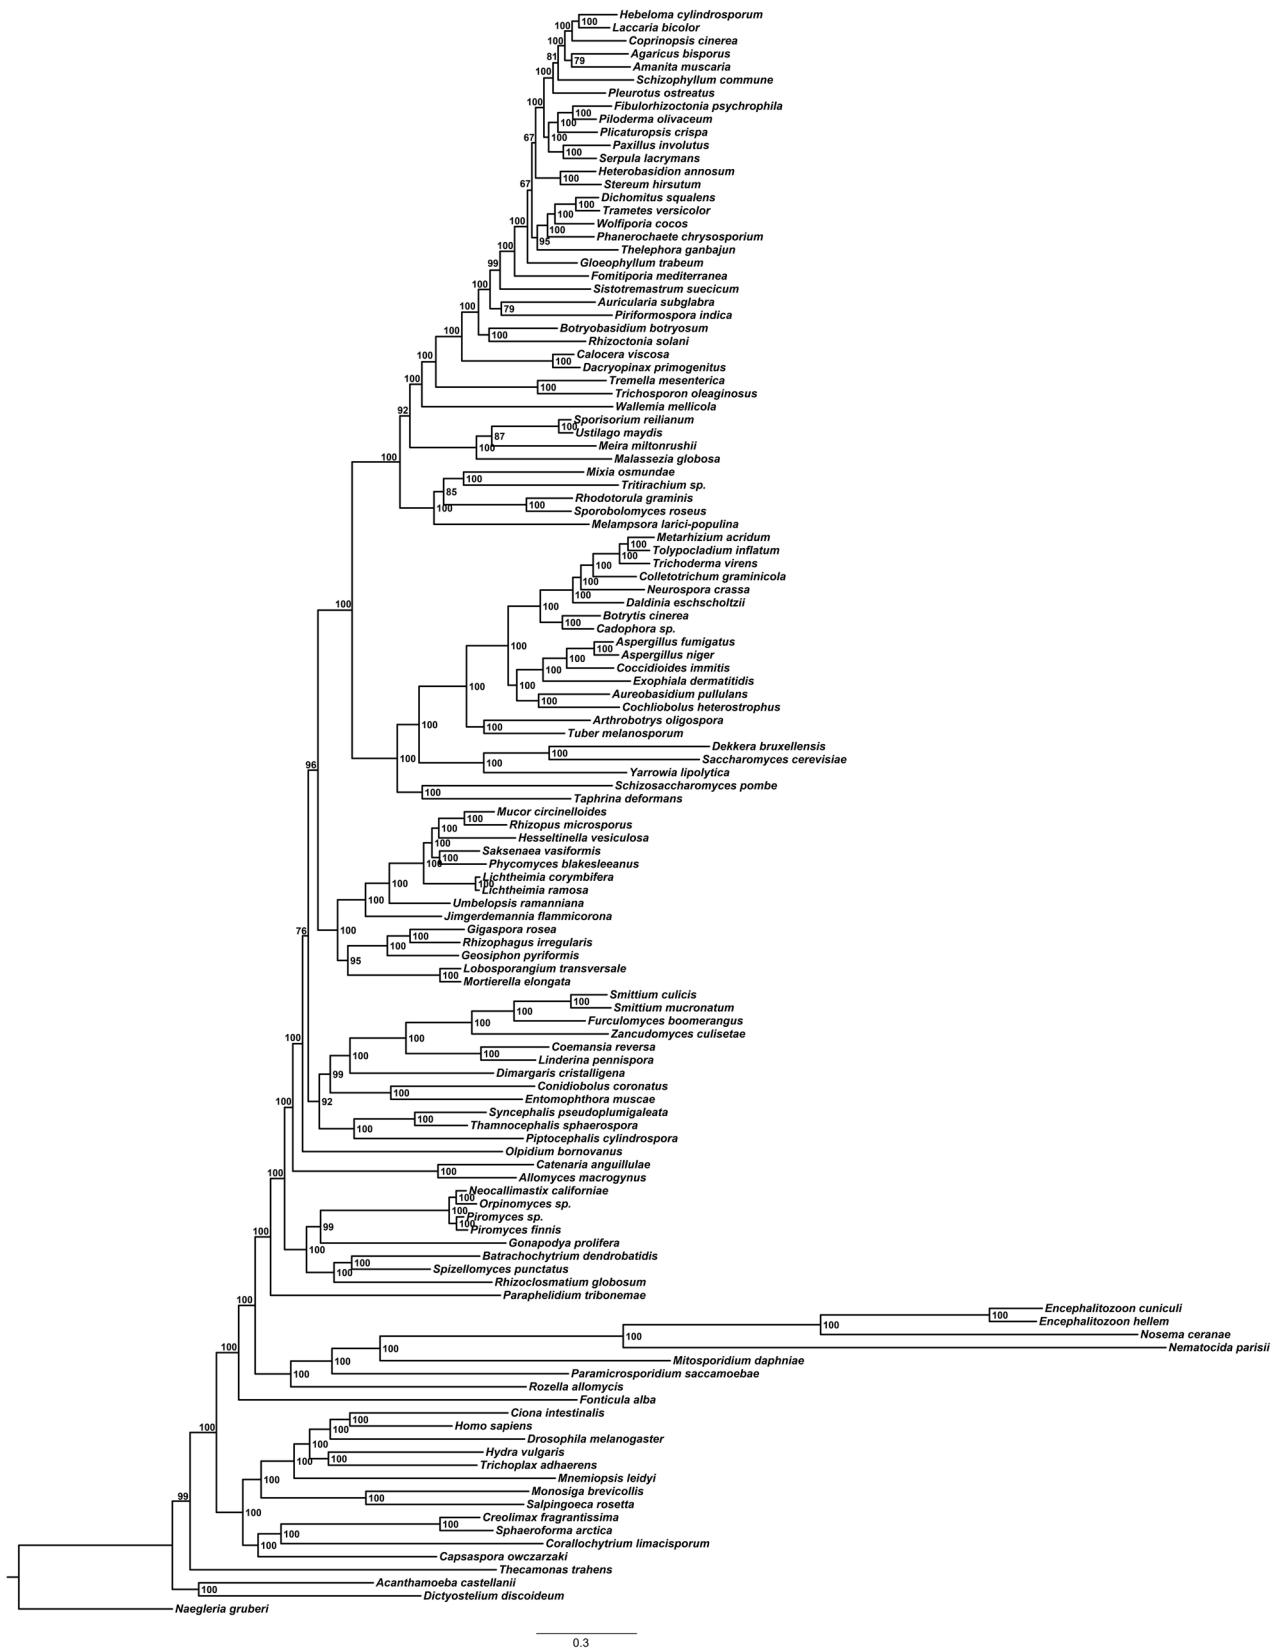 Hebeloma cylindrosporum
100
100
Laccaria bicolor
100
Coprinopsis cinerea
81
Agaricus bisporus
79
Amanita muscaria
100
Schizophyllum commune
Pleurotus ostreatus
100
Fibulorhizoctonia psychrophila
100
100
Piloderma olivaceum
100
Plicaturopsis crispa
67
Paxillus involutus
100
Serpula lacrymans
Heterobasidion annosum
100
67
Stereum hirsutum
Dichomitus squalens
100
100
Trametes versicolor
100
Wolfiporia cocos
100
Phanerochaete chrysosporium
95
100
Thelephora ganbajun
99
Gloeophyllum trabeum
Fomitiporia mediterranea
100
Sistotremastrum suecicum
Auricularia subglabra
100
79
Piriformospora indica
Botryobasidium botryosum
100
100
Rhizoctonia solani
100
Calocera viscosa
100
Dacryopinax primogenitus
100
Tremella mesenterica
100
Trichosporon oleaginosus
92
Wallemia mellicola
Sporisorium reilianum
100
Ustilago maydis
87
100
Meira miltonrushii
100
Malassezia globosa
Mixia osmundae
100
Tritirachium sp.
85
Rhodotorula graminis
100
100
Sporobolomyces roseus
Melampsora larici-populina
Metarhizium acridum
100
Tolypocladium inflatum
100
Trichoderma virens
100
Colletotrichum graminicola
100
Neurospora crassa
100
Daldinia eschscholtzii
100
100
Botrytis cinerea
100
Cadophora sp.
Aspergillus fumigatus
100
100
Aspergillus niger
100
Coccidioides immitis
100
Exophiala dermatitidis
100
100
Aureobasidium pullulans
100
Cochliobolus heterostrophus
Arthrobotrys oligospora
100
100
Tuber melanosporum
Dekkera bruxellensis
100
100
Saccharomyces cerevisiae
100
96
Yarrowia lipolytica
Schizosaccharomyces pombe
100
Taphrina deformans
Mucor circinelloides
100
Rhizopus microsporus
100
Hesseltinella vesiculosa
100
Saksenaea vasiformis
100
100
Phycomyces blakesleeanus
Lichtheimia corymbifera
100
100
Lichtheimia ramosa
100
Umbelopsis ramanniana
Jimgerdemannia flammicorona
76
100
Gigaspora rosea
100
Rhizophagus irregularis
100
Geosiphon pyriformis
95
Lobosporangium transversale
100
Mortierella elongata
Smittium culicis
100
Smittium mucronatum
100
Furculomyces boomerangus
100
Zancudomyces culisetae
100
100
Coemansia reversa
100
100
Linderina pennispora
Dimargaris cristalligena
99
Conidiobolus coronatus
100
100
Entomophthora muscae
92
Syncephalis pseudoplumigaleata
100
Thamnocephalis sphaerospora
100
Piptocephalis cylindrospora
Olpidium bornovanus
100
Catenaria anguillulae
100
Allomyces macrogynus
Neocallimastix californiae
100
Orpinomyces sp.
100
Piromyces sp.
100
99
Piromyces finnis
100
Gonapodya prolifera
100
Batrachochytrium dendrobatidis
100
100
Spizellomyces punctatus
Rhizoclosmatium globosum
Paraphelidium tribonemae
100
Encephalitozoon cuniculi
100
Encephalitozoon hellem
100
Nosema ceranae
100
100
Nematocida parisii
100
100
Mitosporidium daphniae
100
Paramicrosporidium saccamoebae
Rozella allomycis
Fonticula alba
Ciona intestinalis
100
100
Homo sapiens
100
100
Drosophila melanogaster
Hydra vulgaris
100
100
Trichoplax adhaerens
100
Mnemiopsis leidyi
Monosiga brevicollis
99
100
Salpingoeca rosetta
100
Creolimax fragrantissima
100
100
Sphaeroforma arctica
100
Corallochytrium limacisporum
Capsaspora owczarzaki
Thecamonas trahens
Acanthamoeba castellanii
100
Dictyostelium discoideum
Naegleria gruberi
0.3